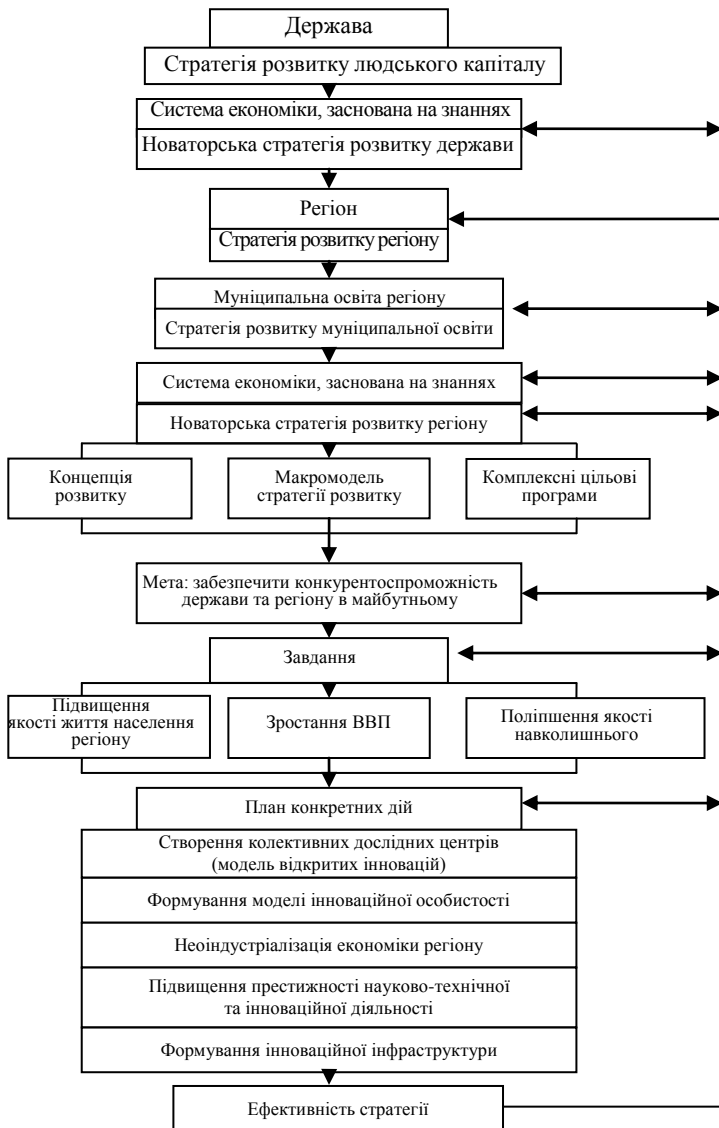 Держава
Стратегія розвитку людського капіталу
Система економіки, заснована на знаннях
Новаторська стратегія розвитку держави
Регіон
Стратегія розвитку регіону
Муніципальна освіта регіону
Стратегія розвитку муніципальної освіти
Система економіки, заснована на знаннях
Новаторська стратегія розвитку регіону
Концепція
розвитку
Макромодель
стратегії розвитку
Комплексні цільові
програми
Мета: забезпечити конкурентоспроможність
держави та регіону в майбутньому
Завдання
Підвищення
якості життя населення
регіону
Зростання ВВП
Поліпшення якості
навколишнього
План конкретних дій
Створення колективних дослідних центрів
(модель відкритих інновацій)
Формування моделі інноваційної особистості
Неоіндустріалізація економіки регіону
Підвищення престижності науково-технічної
та інноваційної діяльності
Формування інноваційної інфраструктури
Ефективність стратегії